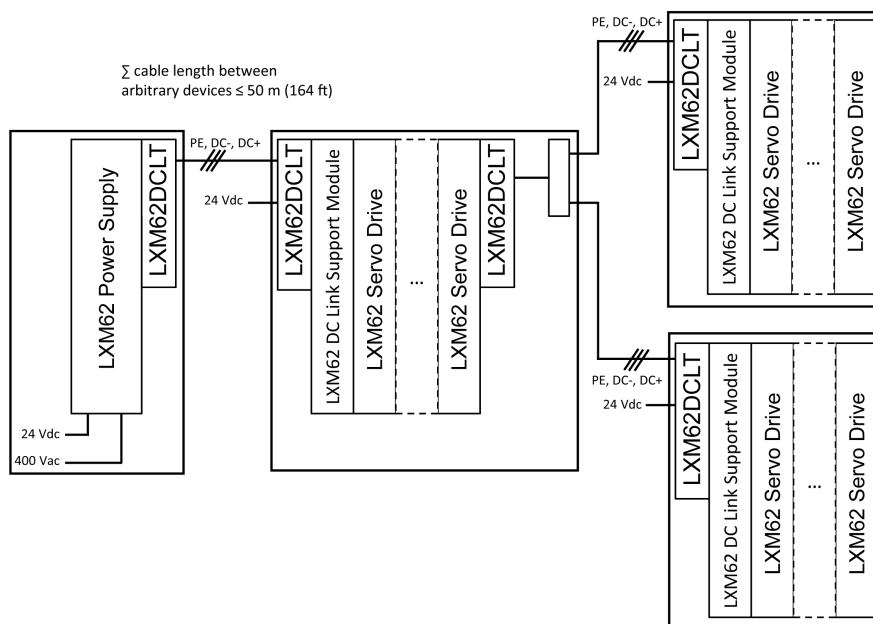 ∑ cable length between
arbitrary devices ≤ 50 m (164 ft)
LXM62 Power Supply
LXM62DCLT
24 Vdc
400 Vac
PE, DC-, DC+
24 Vdc
LXM62DCLT
LXM62 DC Link Support Module
LXM62 Servo Drive
...
LXM62 Servo Drive
LXM62DCLT
PE, DC-, DC+
24 Vdc
LXM62DCLT
LXM62 DC Link Support Module
LXM62 Servo Drive
...
LXM62 Servo Drive
PE, DC-, DC+
24 Vdc
LXM62DCLT
LXM62 DC Link Support Module
LXM62 Servo Drive
...
LXM62 Servo Drive